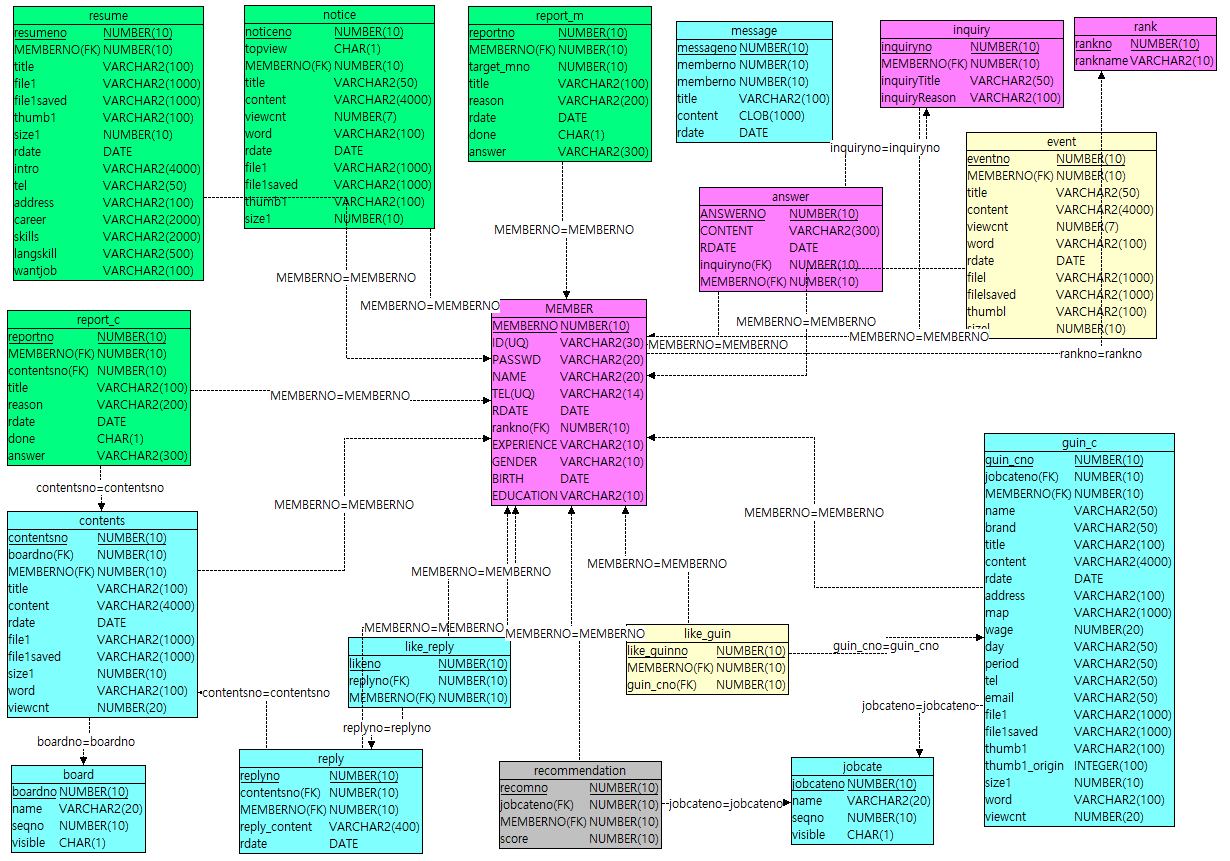 resume
resumeno NUMBER(10)
MEMBERNO(FK) NUMBER(10)
title VARCHAR2(100)
file1 VARCHAR2(1000)
file1saved VARCHAR2(1000)
thumb1 VARCHAR2(100)
size1 NUMBER(10)
rdate DATE
intro VARCHAR2(4000)
tel VARCHAR2(50)
address VARCHAR2(100)
career VARCHAR2(2000)
skills VARCHAR2(2000)
langskill VARCHAR2(500)
wantjob VARCHAR2(100)
notice
noticeno NUMBER(10)
topview CHAR(1)
MEMBERNO(FK) NUMBER(10)
title VARCHAR2(50)
content VARCHAR2(4000)
viewcnt NUMBER(7)
word VARCHAR2(100)
rdate DATE
file1 VARCHAR2(1000)
file1saved VARCHAR2(1000)
thumb1 VARCHAR2(100)
size1 NUMBER(10)
report_m
reportno NUMBER(10)
MEMBERNO(FK) NUMBER(10)
target_mno NUMBER(10)
title VARCHAR2(100)
reason VARCHAR2(200)
rdate DATE
done CHAR(1)
answer VARCHAR2(300)
message
messageno NUMBER(10)
memberno NUMBER(10)
memberno NUMBER(10)
title VARCHAR2(100)
content CLOB(1000)
rdate DATE
inquiry
inquiryno NUMBER(10)
MEMBERNO(FK) NUMBER(10)
inquiryTitle VARCHAR2(50)
inquiryReason VARCHAR2(100)
rank
rankno NUMBER(10)
rankname VARCHAR2(10)
inquiryno=inquiryno
event
eventno NUMBER(10)
MEMBERNO(FK) NUMBER(10)
title VARCHAR2(50)
content VARCHAR2(4000)
viewcnt NUMBER(7)
word VARCHAR2(100)
rdate DATE
filel VARCHAR2(1000)
filelsaved VARCHAR2(1000)
thumbl VARCHAR2(100)
sizel NUMBER(10)
answer
ANSWERNO NUMBER(10)
CONTENT VARCHAR2(300)
RDATE DATE
inquiryno(FK) NUMBER(10)
MEMBERNO(FK) NUMBER(10)
MEMBERNO=MEMBERNO
MEMBERNO=MEMBERNO
MEMBERNO=MEMBERNO
MEMBERNO=MEMBERNO
MEMBERNO=MEMBERNO
MEMBERNO=MEMBERNO
rankno=rankno
MEMBER
MEMBERNO NUMBER(10)
ID(UQ) VARCHAR2(30)
PASSWD VARCHAR2(20)
NAME VARCHAR2(20)
TEL(UQ) VARCHAR2(14)
RDATE DATE
rankno(FK) NUMBER(10)
EXPERIENCE VARCHAR2(10)
GENDER VARCHAR2(10)
BIRTH DATE
EDUCATION VARCHAR2(10)
report_c
reportno NUMBER(10)
MEMBERNO(FK) NUMBER(10)
contentsno(FK) NUMBER(10)
title VARCHAR2(100)
reason VARCHAR2(200)
rdate DATE
done CHAR(1)
answer VARCHAR2(300)
MEMBERNO=MEMBERNO
contentsno=contentsno
MEMBERNO=MEMBERNO
MEMBERNO=MEMBERNO
contents
contentsno NUMBER(10)
boardno(FK) NUMBER(10)
MEMBERNO(FK) NUMBER(10)
title VARCHAR2(100)
content VARCHAR2(4000)
rdate DATE
file1 VARCHAR2(1000)
file1saved VARCHAR2(1000)
size1 NUMBER(10)
word VARCHAR2(100)
viewcnt NUMBER(20)
guin_c
guin_cno NUMBER(10)
jobcateno(FK) NUMBER(10)
MEMBERNO(FK) NUMBER(10)
name VARCHAR2(50)
brand VARCHAR2(50)
title VARCHAR2(100)
content VARCHAR2(4000)
rdate DATE
address VARCHAR2(100)
map VARCHAR2(1000)
wage NUMBER(20)
day VARCHAR2(50)
period VARCHAR2(50)
tel VARCHAR2(50)
email VARCHAR2(50)
file1 VARCHAR2(1000)
file1saved VARCHAR2(1000)
thumb1 VARCHAR2(100)
thumb1_origin INTEGER(100)
size1 NUMBER(10)
word VARCHAR2(100)
viewcnt NUMBER(20)
MEMBERNO=MEMBERNO
MEMBERNO=MEMBERNO
MEMBERNO=MEMBERNO
MEMBERNO=MEMBERNO
like_reply
likeno NUMBER(10)
replyno(FK) NUMBER(10)
MEMBERNO(FK) NUMBER(10)
like_guin
like_guinno NUMBER(10)
MEMBERNO(FK) NUMBER(10)
guin_cno(FK) NUMBER(10)
guin_cno=guin_cno
contentsno=contentsno
replyno=replyno
jobcateno=jobcateno
boardno=boardno
board
boardno NUMBER(10)
name VARCHAR2(20)
seqno NUMBER(10)
visible CHAR(1)
reply
replyno NUMBER(10)
contentsno(FK) NUMBER(10)
MEMBERNO(FK) NUMBER(10)
reply_content VARCHAR2(400)
rdate DATE
recommendation
recomno NUMBER(10)
jobcateno(FK) NUMBER(10)
MEMBERNO(FK) NUMBER(10)
score NUMBER(10)
jobcateno=jobcateno
jobcate
jobcateno NUMBER(10)
name VARCHAR2(20)
seqno NUMBER(10)
visible CHAR(1)